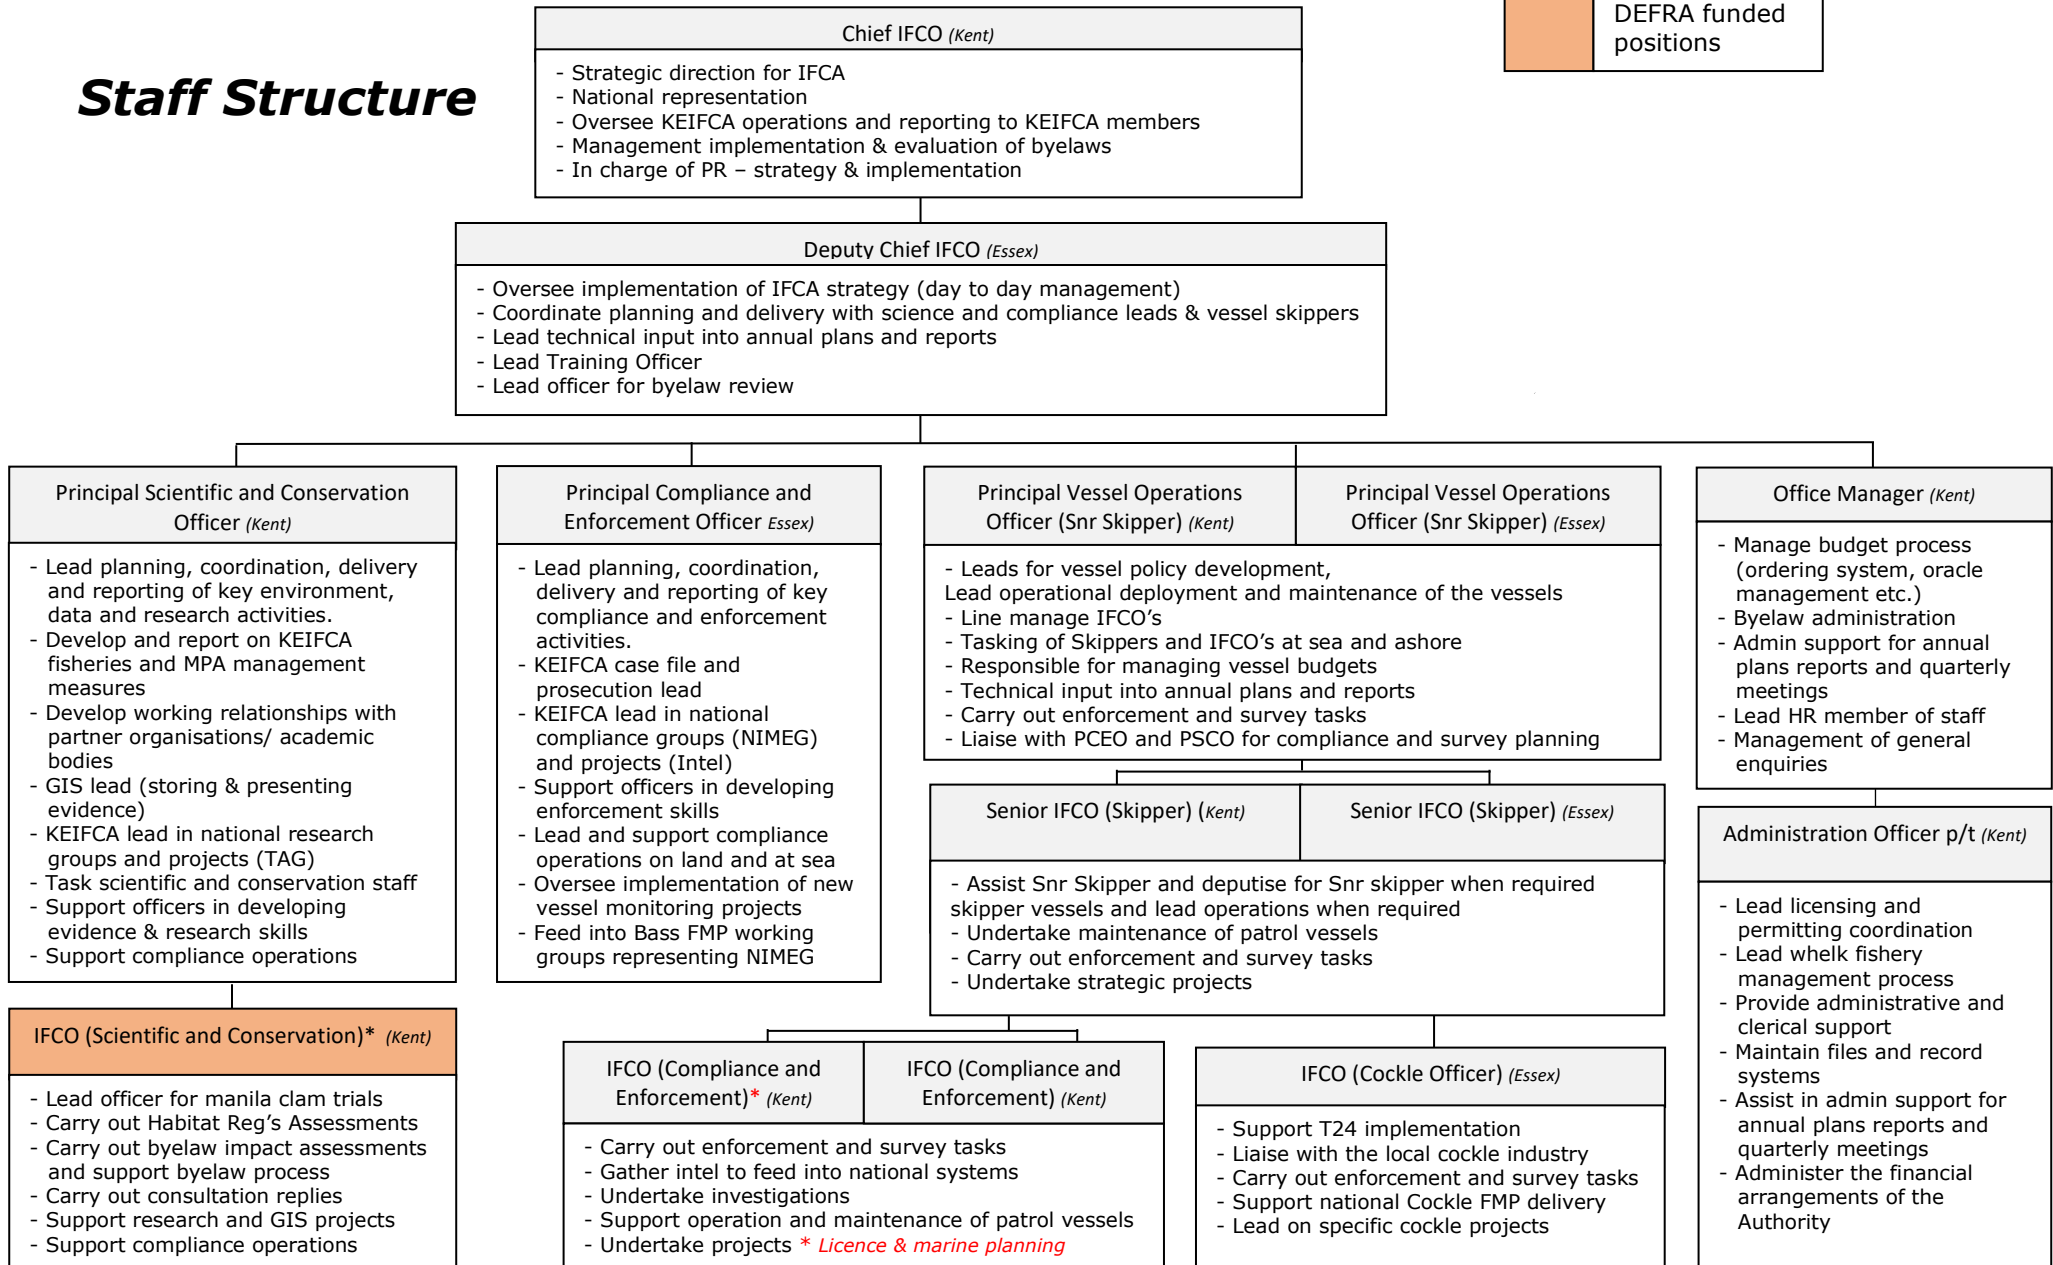 DEFRA funded
positions
Staff Structure
Chief IFCO (Kent)
- Strategic direction for IFCA
- National representation
- Oversee KEIFCA operations and reporting to KEIFCA members
- Management implementation & evaluation of byelaws
- In charge of PR – strategy & implementation
Deputy Chief IFCO (Essex)
- Oversee implementation of IFCA strategy (day to day management)
- Coordinate planning and delivery with science and compliance leads & vessel skippers
- Lead technical input into annual plans and reports
- Lead Training Officer
- Lead officer for byelaw review
Principal Scientific and Conservation
Officer (Kent)
- Lead planning, coordination, delivery
and reporting of key environment,
data and research activities.
- Develop and report on KEIFCA
fisheries and MPA management
measures
- Develop working relationships with
partner organisations/ academic
bodies
- GIS lead (storing & presenting
evidence)
- KEIFCA lead in national research
groups and projects (TAG)
- Task scientific and conservation staff
- Support officers in developing
evidence & research skills
- Support compliance operations
IFCO (Scientific and Conservation)* (Kent)
- Lead officer for manila clam trials
- Carry out Habitat Reg's Assessments
- Carry out byelaw impact assessments
and support byelaw process
- Carry out consultation replies
- Support research and GIS projects
- Support compliance operations
Principal Compliance and
Enforcement Officer Essex)
- Lead planning, coordination,
delivery and reporting of key
compliance and enforcement
activities.
- KEIFCA case file and
prosecution lead
- KEIFCA lead in national
compliance groups (NIMEG)
and projects (Intel)
- Support officers in developing
enforcement skills
- Lead and support compliance
operations on land and at sea
- Oversee implementation of new
vessel monitoring projects
- Feed into Bass FMP working
groups representing NIMEG
Principal Vessel Operations
Officer (Snr Skipper) (Kent)
Principal Vessel Operations
Officer (Snr Skipper) (Essex)
- Leads for vessel policy development,
Lead operational deployment and maintenance of the vessels
- Line manage IFCO's
- Tasking of Skippers and IFCO's at sea and ashore
- Responsible for managing vessel budgets
- Technical input into annual plans and reports
- Carry out enforcement and survey tasks
- Liaise with PCEO and PSCO for compliance and survey planning
Senior IFCO (Skipper) (Kent)
Senior IFCO (Skipper) (Essex)
- Assist Snr Skipper and deputise for Snr skipper when required
skipper vessels and lead operations when required
- Undertake maintenance of patrol vessels
- Carry out enforcement and survey tasks
- Undertake strategic projects
IFCO (Compliance and
Enforcement)* (Kent)
IFCO (Compliance and
Enforcement) (Kent)
- Carry out enforcement and survey tasks
- Gather intel to feed into national systems
- Undertake investigations
- Support operation and maintenance of patrol vessels
- Undertake projects * Licence & marine planning
IFCO (Cockle Officer) (Essex)
- Support T24 implementation
- Liaise with the local cockle industry
- Carry out enforcement and survey tasks
- Support national Cockle FMP delivery
- Lead on specific cockle projects
Office Manager (Kent)
- Manage budget process
(ordering system, oracle
management etc.)
- Byelaw administration
- Admin support for annual
plans reports and quarterly
meetings
- Lead HR member of staff
- Management of general
enquiries
Administration Officer p/t (Kent)
- Lead licensing and
permitting coordination
- Lead whelk fishery
management process
- Provide administrative and
clerical support
- Maintain files and record
systems
- Assist in admin support for
annual plans reports and
quarterly meetings
- Administer the financial
arrangements of the
Authority